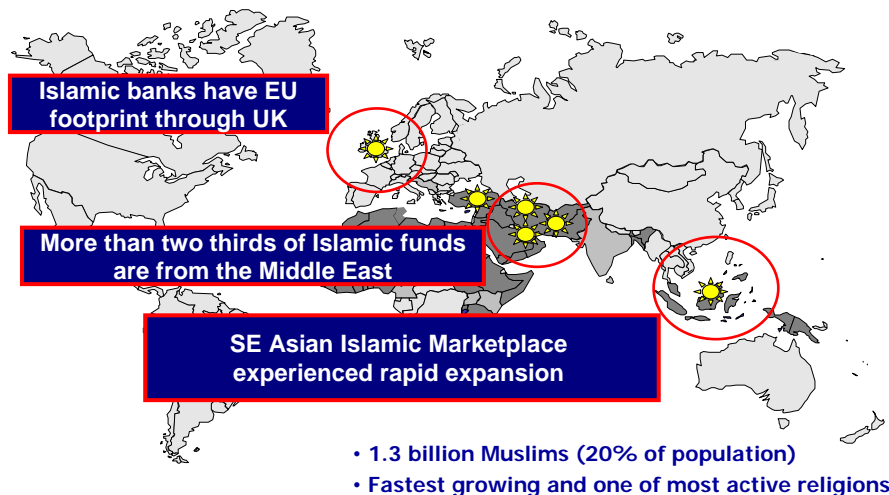 Islamic banks have EU
footprint through UK
More than two thirds of Islamic funds
are from the Middle East
SE Asian Islamic Marketplace
experienced rapid expansion
• 1.3 billion Muslims (20% of population)
• Fastest growing and one of most active religions